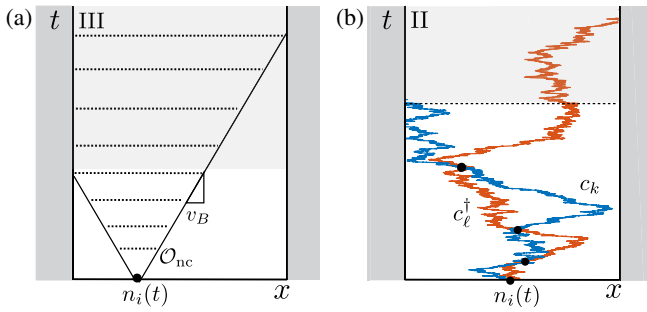 (a)
t
III
v_B
𝒪_nc
n_i(t)
x
(b)
t
II
c_k
c_ℓ^†
n_i(t)
x